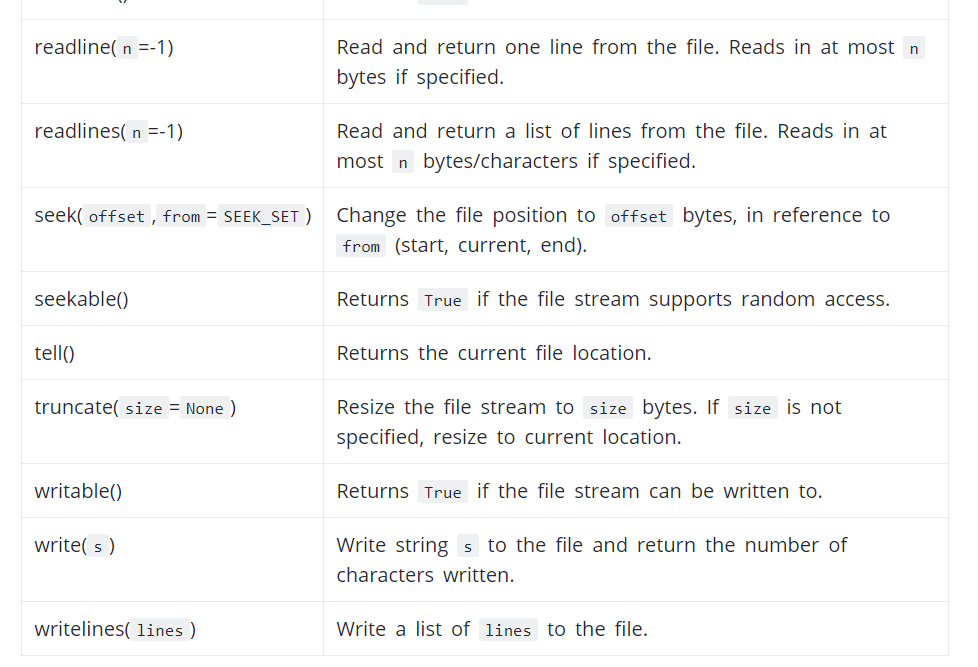 readline(n=-1)
Read and return one line from the file. Reads in at most n
bytes if specified.
readlines(n=-1)
Read and return a list of lines from the file. Reads in at
most n bytes/characters if specified.
seek(offset,from=SEEK_SET)
Change the file position to offset bytes, in reference to
from (start, current, end).
seekable()
Returns True if the file stream supports random access.
tell()
Returns the current file location.
truncate(size=None)
Resize the file stream to size bytes. If size is not
specified, resize to current location.
writable()
Returns True if the file stream can be written to.
write(s)
Write string s to the file and return the number of
characters written.
writelines(lines)
Write a list of lines to the file.